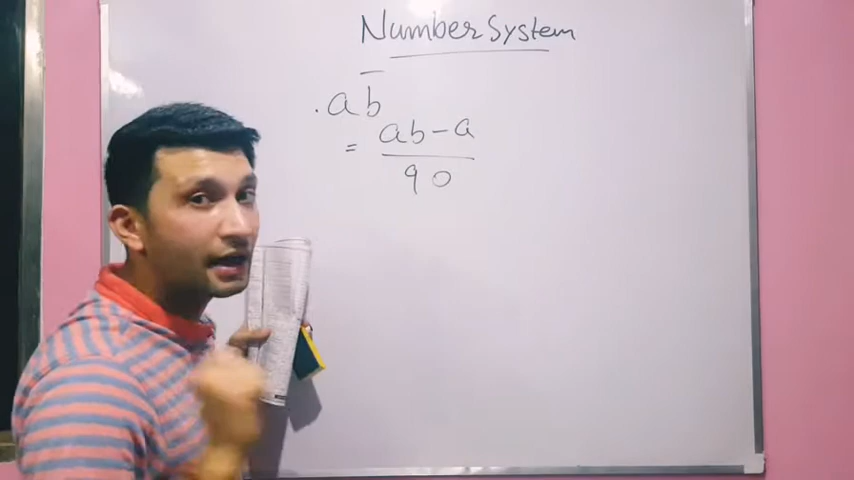 Number System
.ab̅
= ab-a
90